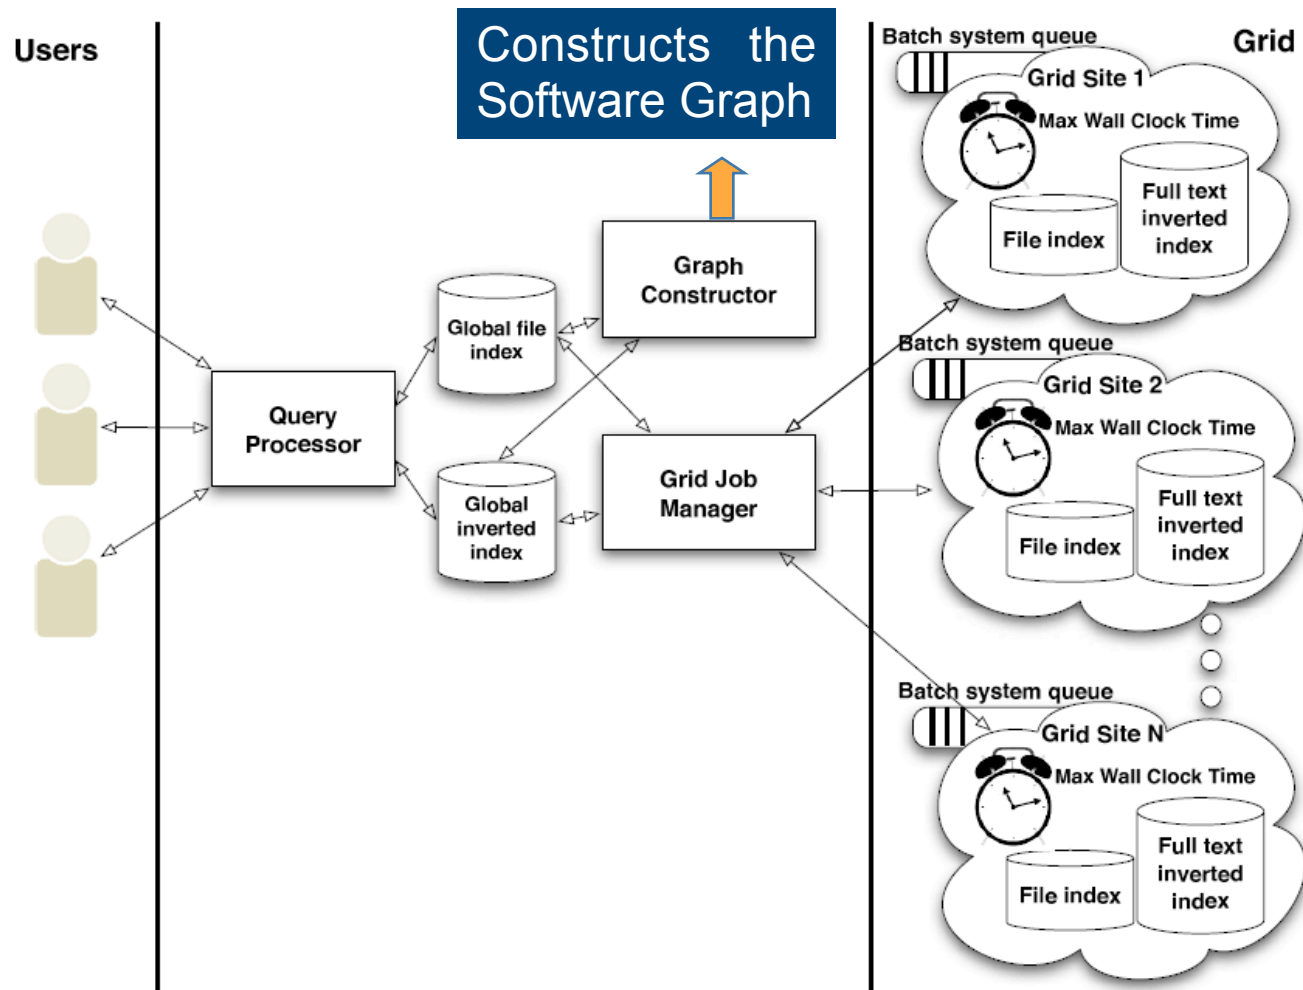 Users
Constructs the
Software Graph
Batch system queue
Grid
Grid Site 1
Max Wall Clock Time
Full text
inverted
index
File index
Graph
Constructor
Global file
index
Query
Processor
Global
inverted
index
Grid Job
Manager
Batch system queue
Grid Site 2
Max Wall Clock Time
Full text
inverted
index
File index
Batch system queue
Grid Site N
Max Wall Clock Time
Full text
inverted
index
File index